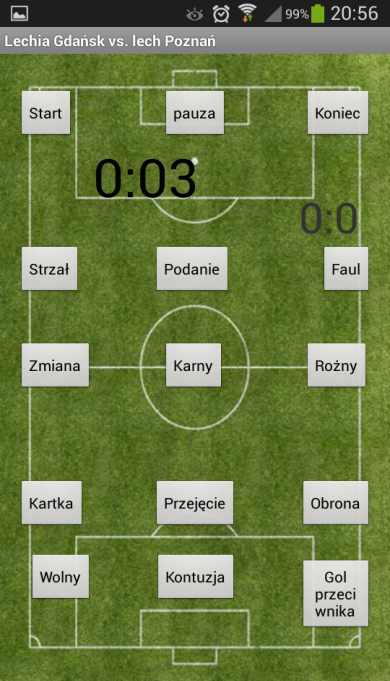 99% 20:56
Lechia Gdańsk vs. lech Poznań
Start pauza Koniec
0:03
0:0
Strzał Podanie Faul
Zmiana Karny Rożny
Kartka Przejęcie Obrona
Wolny Kontuzja Gol
przeci
wnika